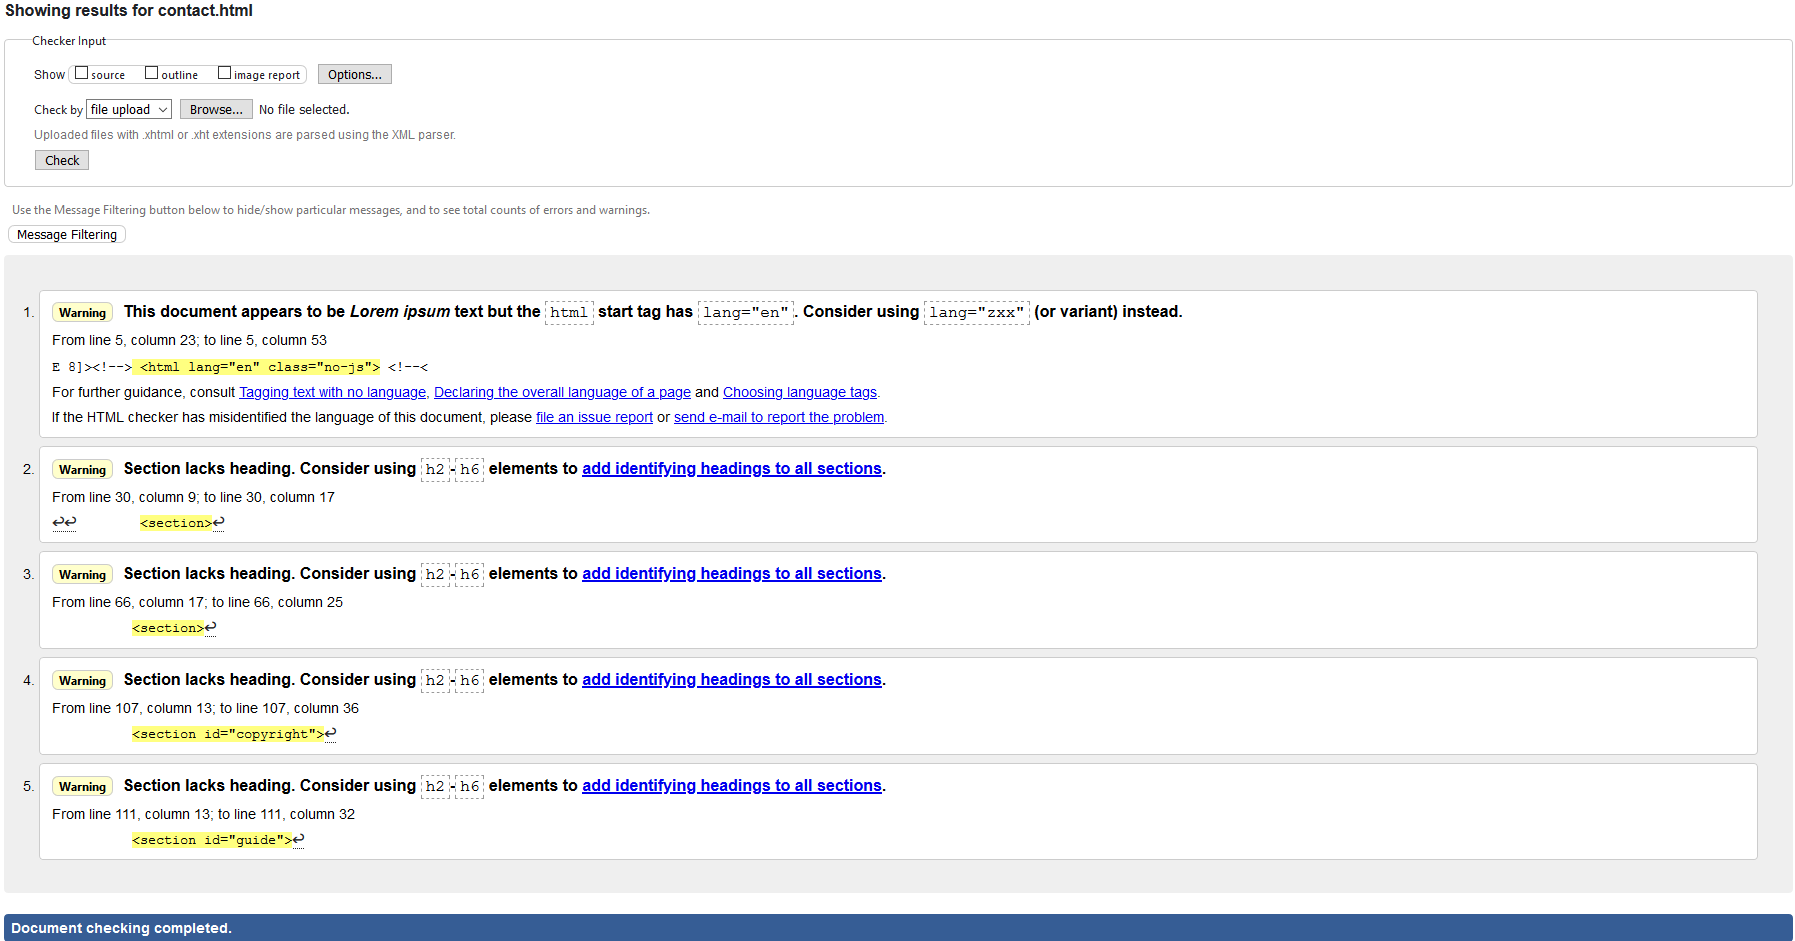 Showing results for contact.html
Checker Input
Show source outline image report Options...
Check by file upload Browse... No file selected.
Uploaded files with .xhtml or .xht extensions are parsed using the XML parser.
Check
Use the Message Filtering button below to hide/show particular messages, and to see total counts of errors and warnings.
Message Filtering
1. Warning This document appears to be Lorem ipsum text but the html start tag has lang="en". Consider using lang="zxx" (or variant) instead.
From line 5, column 23; to line 5, column 53
E 8]><!--> <html lang="en" class="no-js"> <!--<
For further guidance, consult Tagging text with no language, Declaring the overall language of a page and Choosing language tags.
If the HTML checker has misidentified the language of this document, please file an issue report or send e-mail to report the problem.
2. Warning Section lacks heading. Consider using h2-h6 elements to add identifying headings to all sections.
From line 30, column 9; to line 30, column 17
↩↩ <section>↩
3. Warning Section lacks heading. Consider using h2-h6 elements to add identifying headings to all sections.
From line 66, column 17; to line 66, column 25
<section>↩
4. Warning Section lacks heading. Consider using h2-h6 elements to add identifying headings to all sections.
From line 107, column 13; to line 107, column 36
<section id="copyright">↩
5. Warning Section lacks heading. Consider using h2-h6 elements to add identifying headings to all sections.
From line 111, column 13; to line 111, column 32
<section id="guide">↩
Document checking completed.